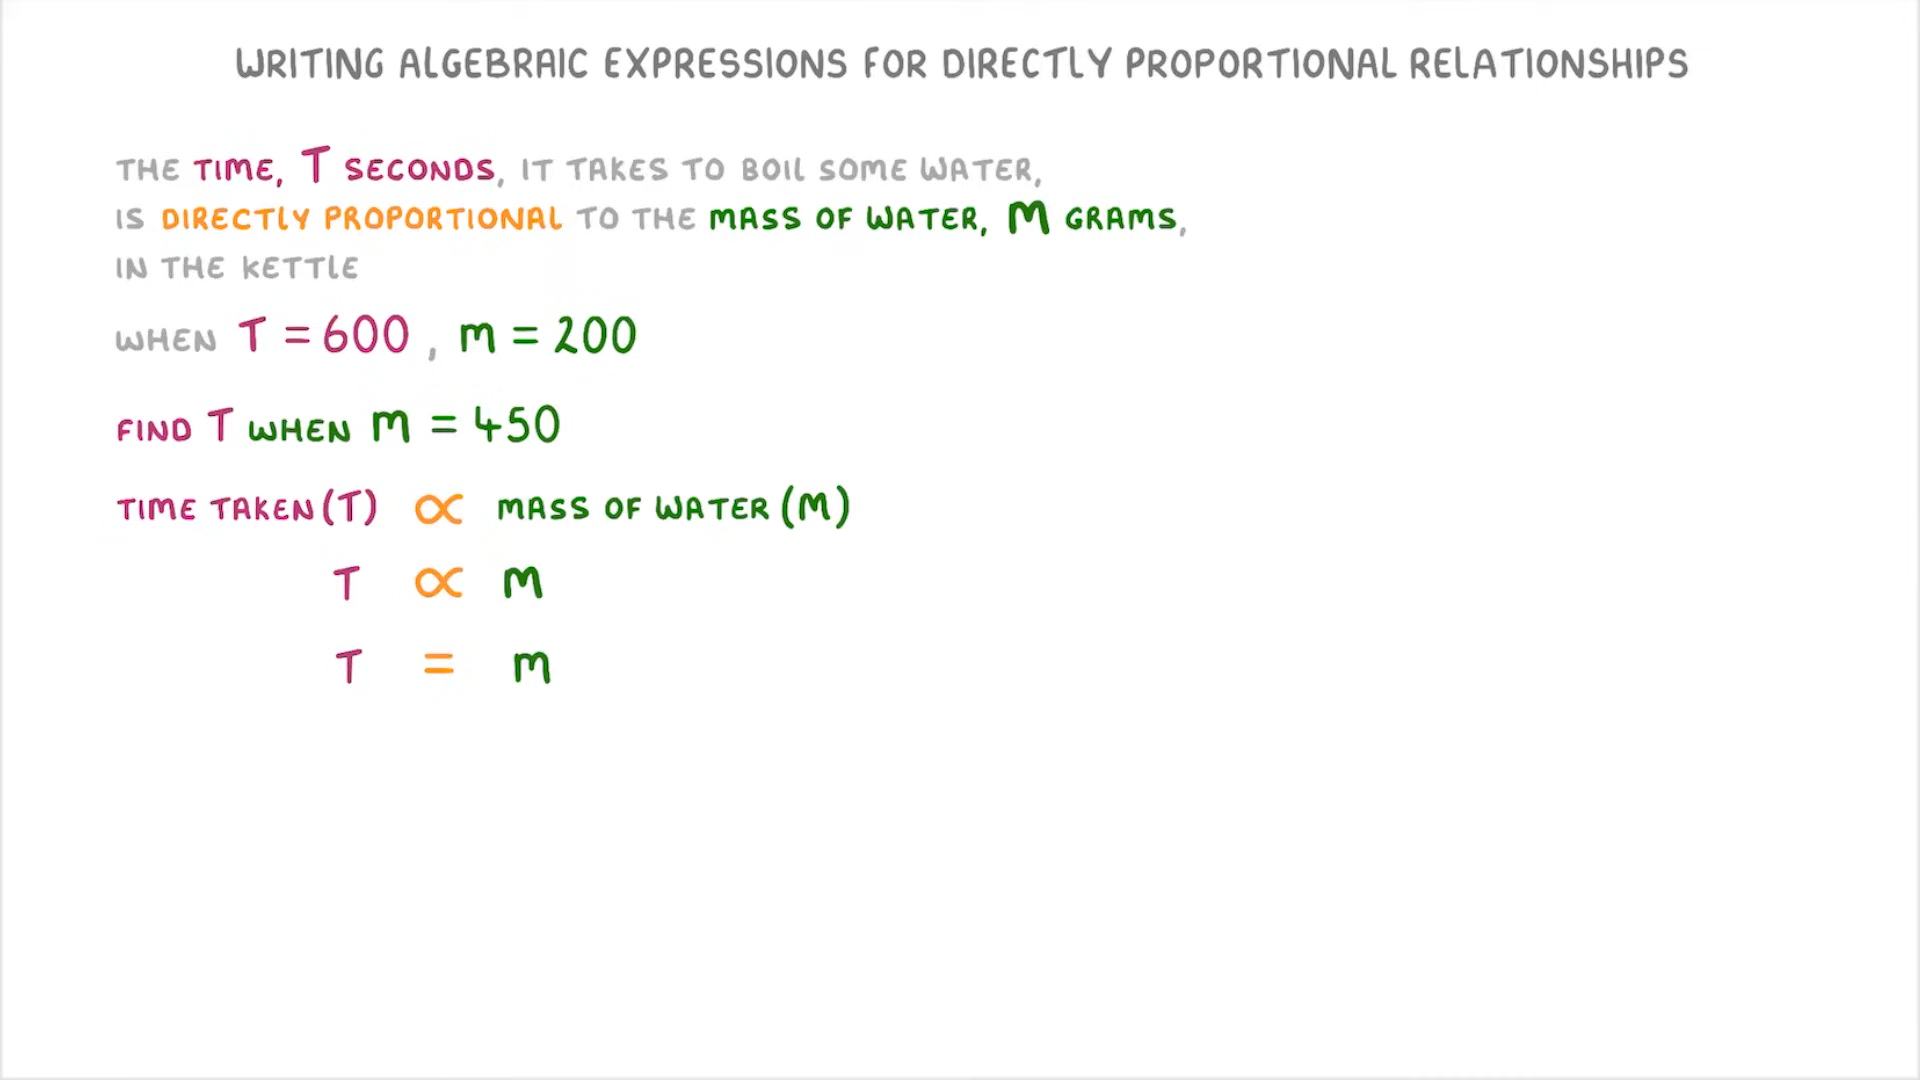 WRITING ALGEBRAIC EXPRESSIONS FOR DIRECTLY PROPORTIONAL RELATIONSHIPS
THE TIME, T SECONDS, IT TAKES TO BOIL SOME WATER,
IS DIRECTLY PROPORTIONAL TO THE MASS OF WATER, M GRAMS,
IN THE KETTLE
WHEN T = 600 , M = 200
FIND T WHEN M = 450
TIME TAKEN (T) ∝ MASS OF WATER (M)
T ∝ M
T = M